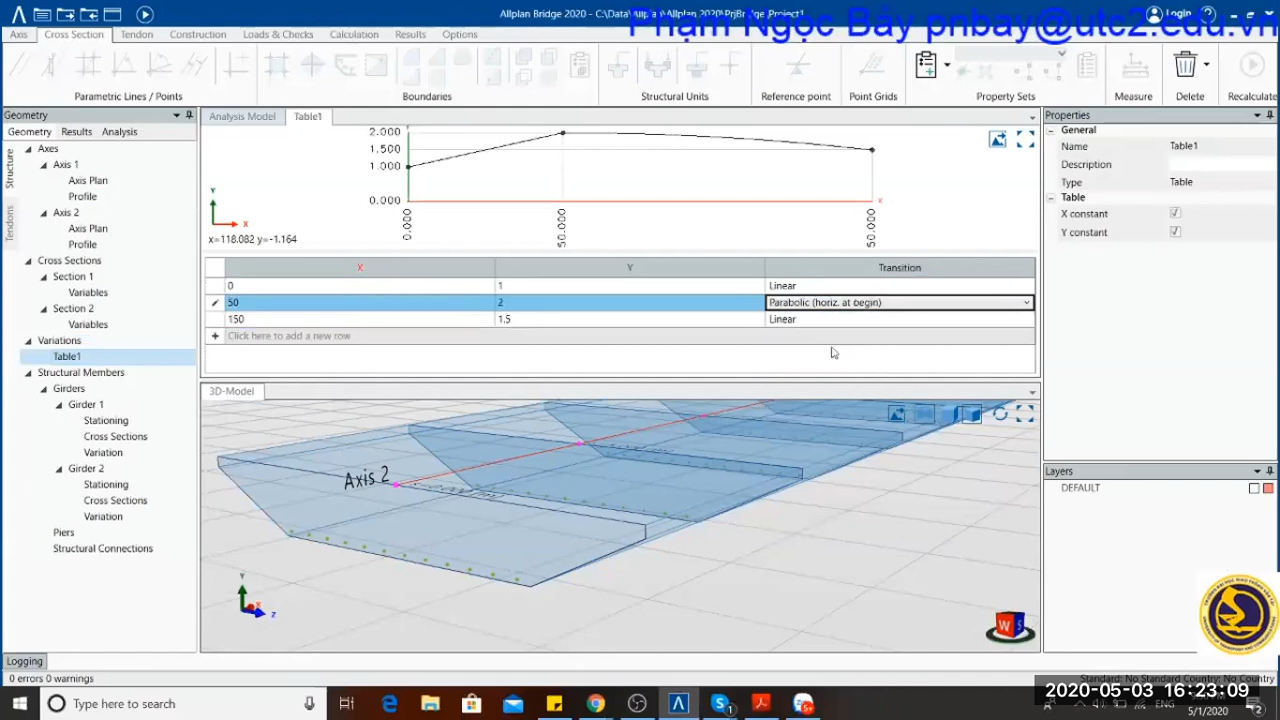 Allplan Bridge 2020 - C:\Data\Allplan\Allplan 2020\PrjBridge_Project1
Login
Phạm Ngọc Bảy pnbay@utc2.edu.vn
Axis
Cross Section
Tendon
Construction
Loads & Checks
Calculation
Results
Options
Parametric Lines / Points
Boundaries
Structural Units
Reference point
Point Grids
Property Sets
Measure
Delete
Recalculate
Geometry
Geometry
Results
Analysis
Structure
Tendons
Axes
Axis 1
Axis Plan
Profile
Axis 2
Axis Plan
Profile
Cross Sections
Section 1
Variables
Section 2
Variables
Variations
Table1
Structural Members
Girders
Girder 1
Stationing
Cross Sections
Variation
Girder 2
Stationing
Cross Sections
Variation
Piers
Structural Connections
Analysis Model
Table1
2.000
1.500
1.000
0.000
0.000
50.000
50.000
x
Y
x
x=118.082 y=-1.164
X Y Transition
0 1 Linear
50 2 Parabolic (horiz. at begin)
150 1.5 Linear
Click here to add a new row
3D-Model
Axis 2
Y
X
Z
W S
Properties
General
Name Table1
Description
Type Table
Table
X constant
Y constant
Layers
DEFAULT
Logging
0 errors 0 warnings
Standard: No Standard Country: No Country
Type here to search
2020-05-03 16:23:09
ENG
5/1/2020